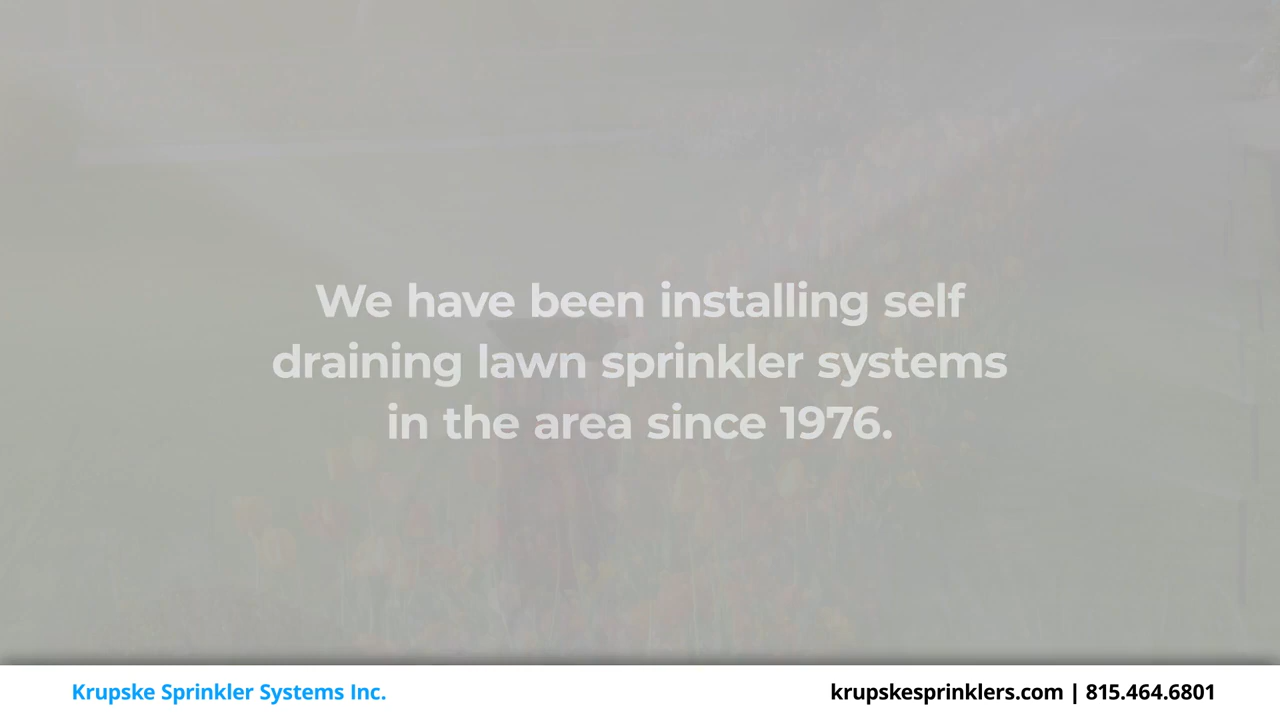 We have been installing self
draining lawn sprinkler systems
in the area since 1976.
Krupske Sprinkler Systems Inc.
krupskesprinklers.com | 815.464.6801